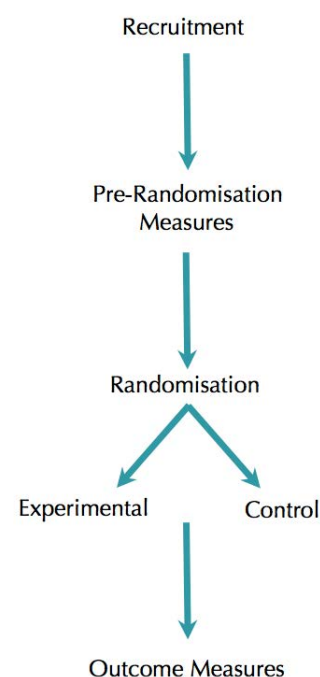 Recruitment
Pre-Randomisation
Measures
Randomisation
Experimental
Control
Outcome Measures